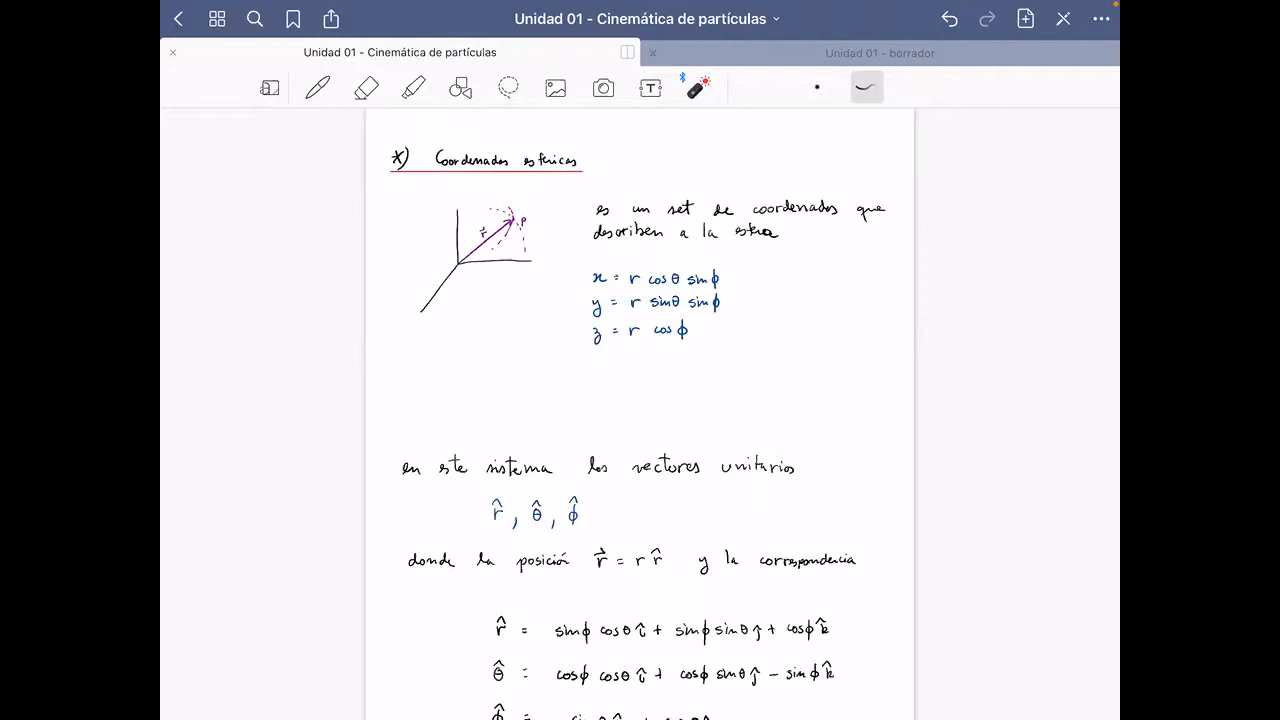 Unidad 01 - Cinemática de partículas
Unidad 01 - Cinemática de partículas
Unidad 01 - borrador
*) Coordenadas esféricas
es un set de coordenadas que
describen a la esfera
P
r⃗
x = r cosθ sinϕ
y = r sinθ sinϕ
z = r cosϕ
en este sistema los vectores unitarios
r̂, θ̂, ϕ̂
donde la posición r⃗ = r r̂ y la correspondencia
r̂ = sinϕ cosθ î + sinϕ sinθ ĵ + cosϕ k̂
θ̂ = cosϕ cosθ î + cosϕ sinθ ĵ - sinϕ k̂